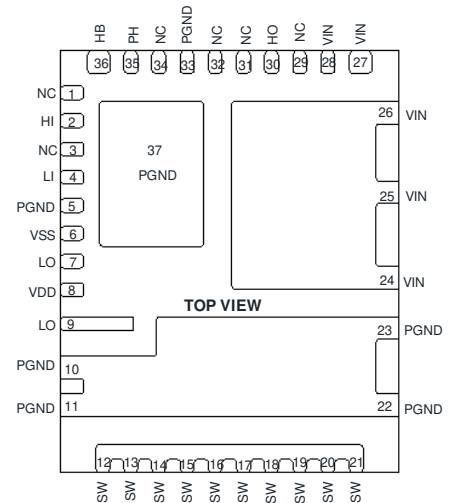 HB PH NC PGND NC NC HO NC VIN VIN
36 35 34 33 32 31 30 29 28 27
NC 1
HI 2
NC 3
LI 4
PGND 5
VSS 6
LO 7
VDD 8
LO 9
PGND 10
PGND 11
37
PGND
26 VIN
25 VIN
24 VIN
TOP VIEW
23 PGND
22 PGND
12 13 14 15 16 17 18 19 20 21
SW SW SW SW SW SW SW SW SW SW